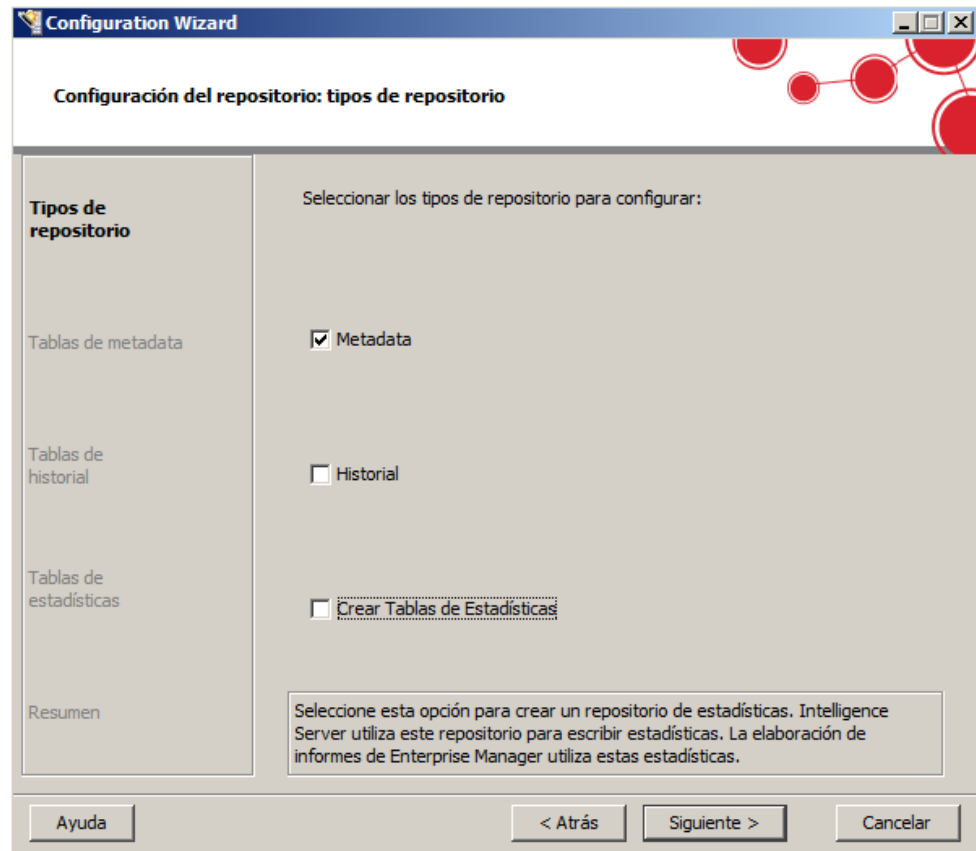 Configuration Wizard
Configuración del repositorio: tipos de repositorio
Tipos de
repositorio
Tablas de metadata
Tablas de
historial
Tablas de
estadísticas
Resumen
Seleccionar los tipos de repositorio para configurar:
Metadata
Historial
Crear Tablas de Estadísticas
Seleccione esta opción para crear un repositorio de estadísticas. Intelligence
Server utiliza este repositorio para escribir estadísticas. La elaboración de
informes de Enterprise Manager utiliza estas estadísticas.
Ayuda
< Atrás
Siguiente >
Cancelar